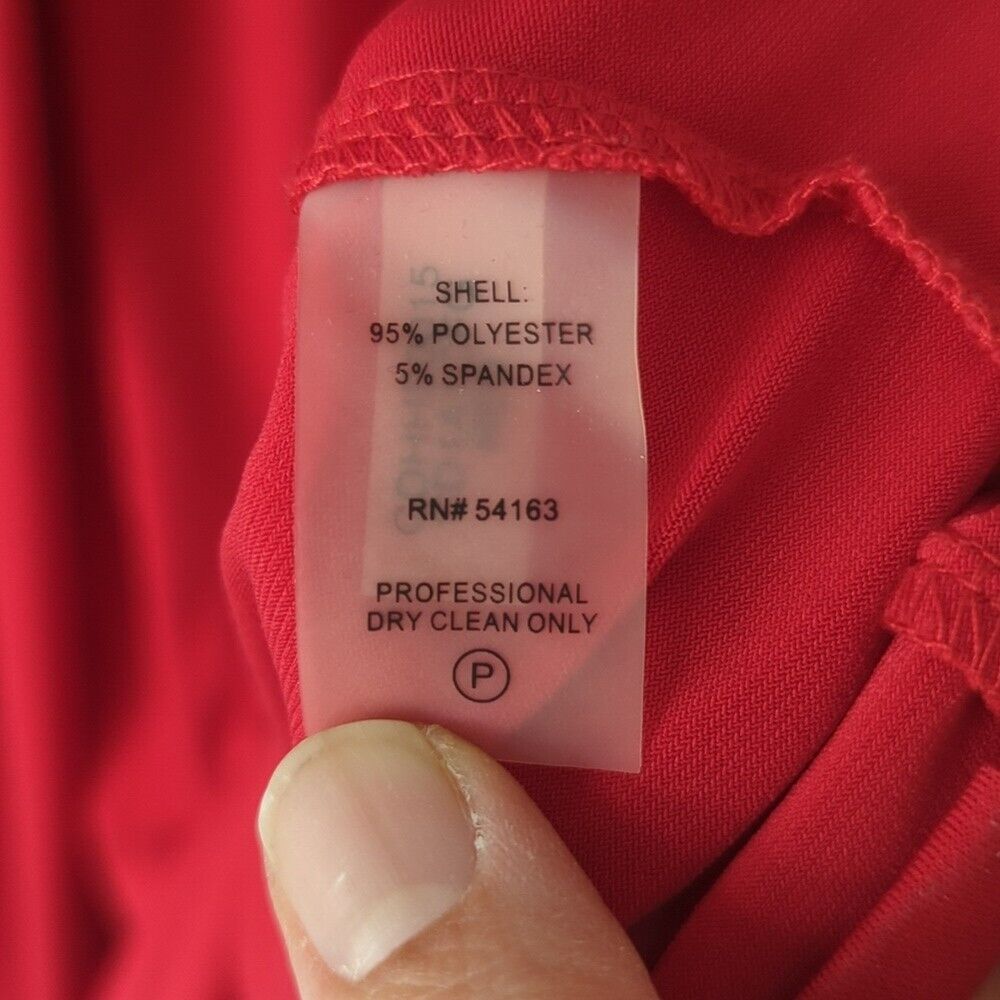 SHELL:
95% POLYESTER
5% SPANDEX
RN# 54163
PROFESSIONAL
DRY CLEAN ONLY
P